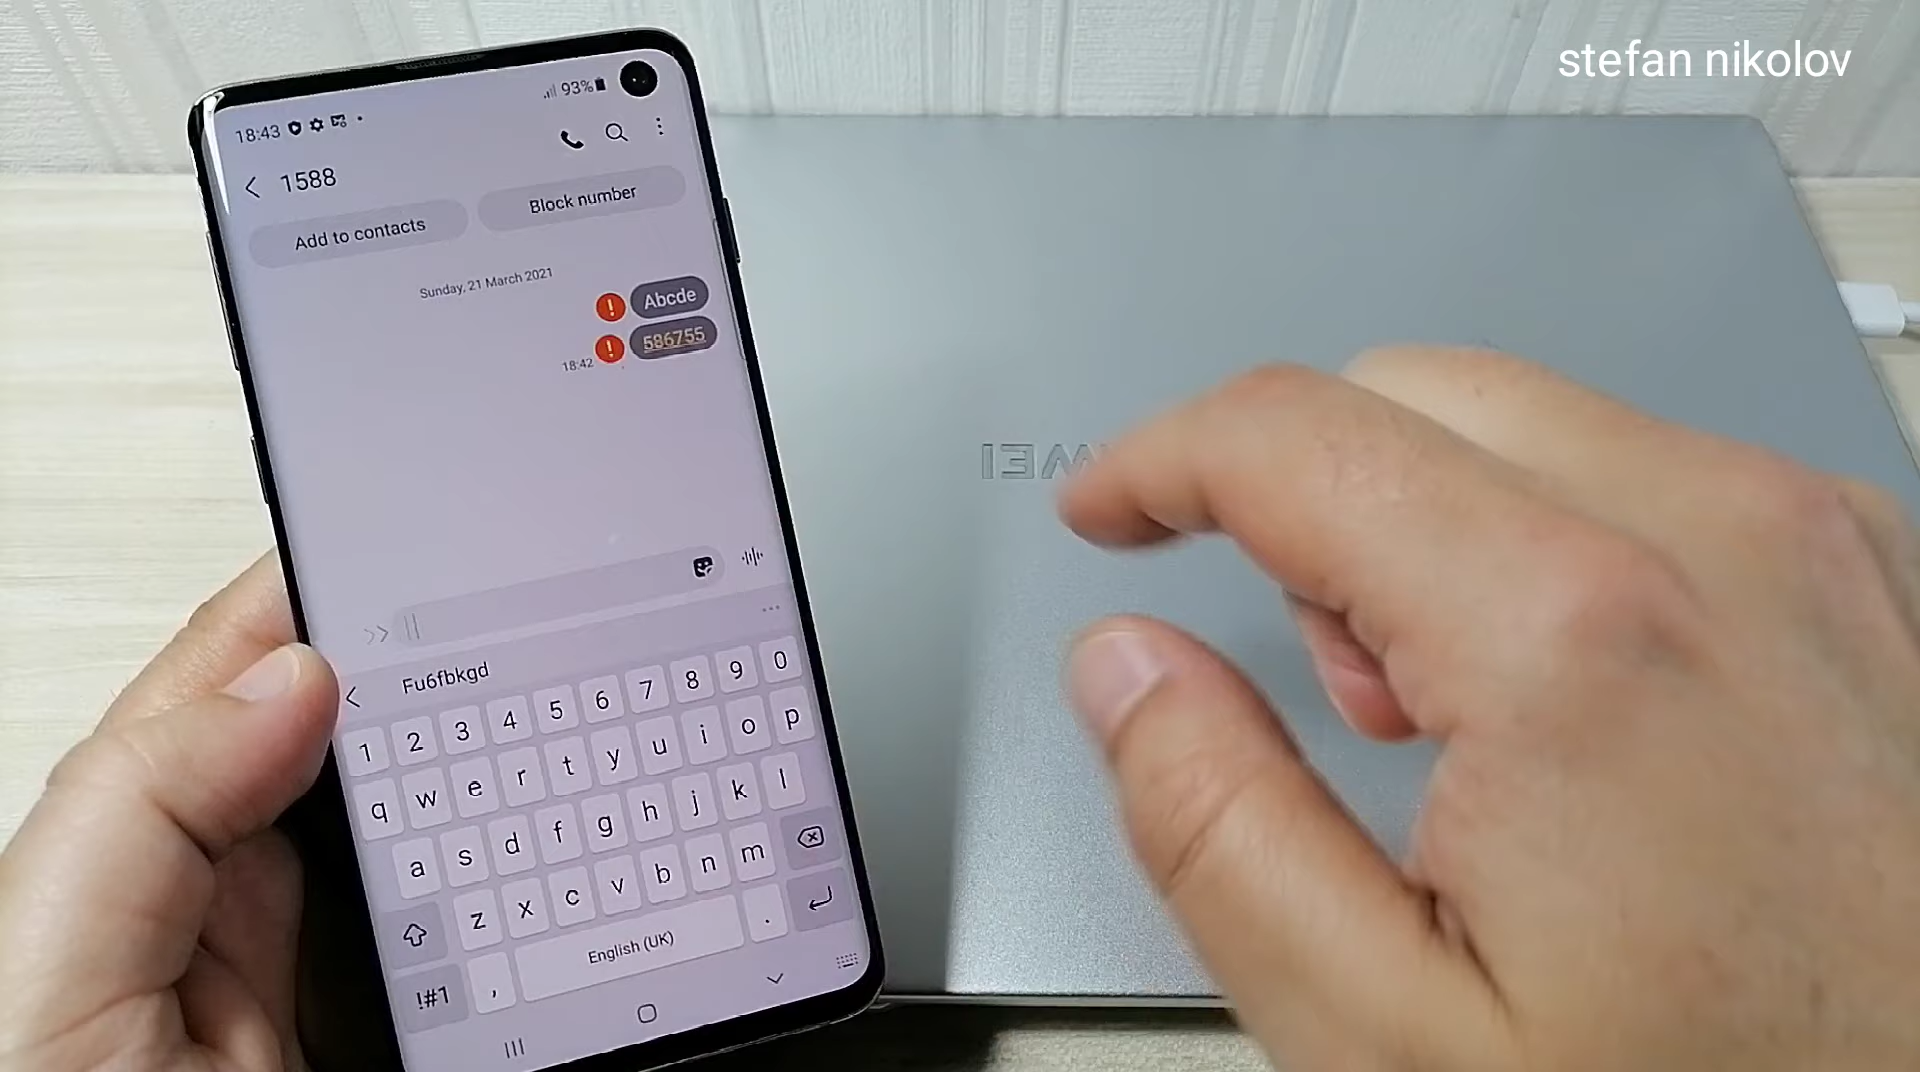 stefan nikolov
18:43
93%
1588
Add to contacts
Block number
Sunday, 21 March 2021
Abcde
586755
18:42
Fu6fbkgd
1 2 3 4 5 6 7 8 9 0
q w e r t y u i o p
a s d f g h j k l
z x c v b n m
!#1 , English (UK) .
WEI